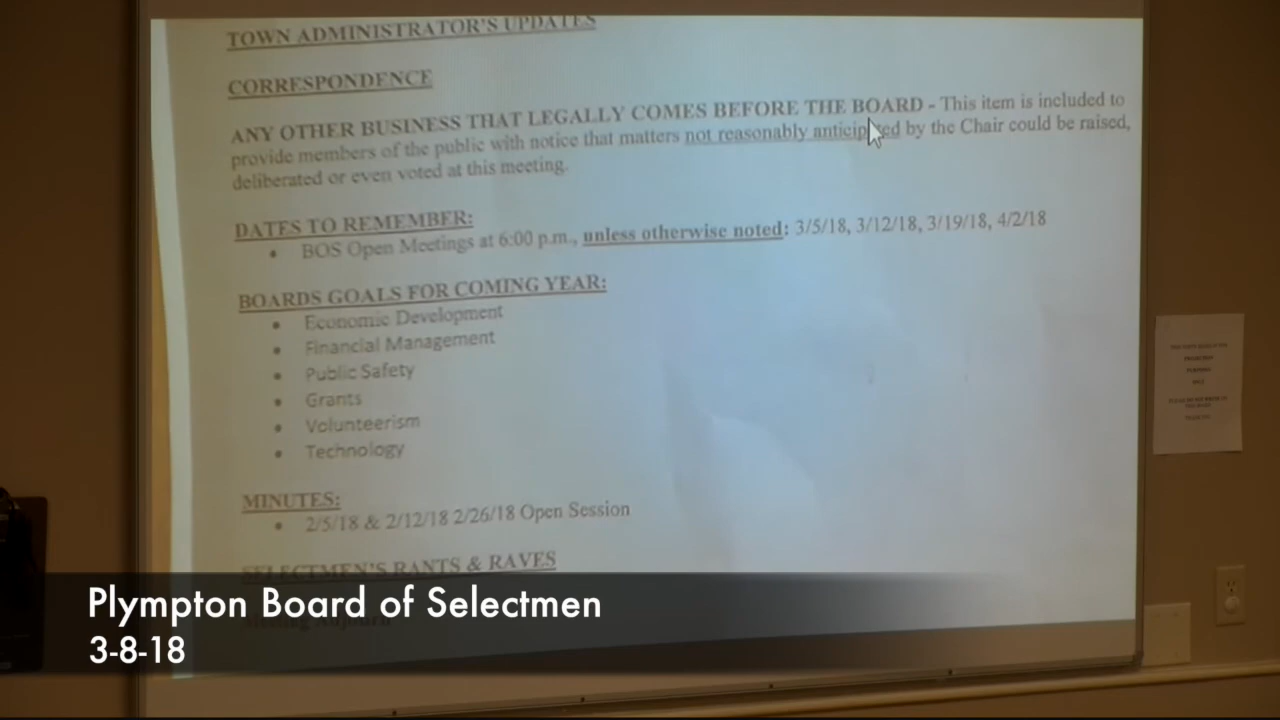 TOWN ADMINISTRATOR'S UPDATES
CORRESPONDENCE
ANY OTHER BUSINESS THAT LEGALLY COMES BEFORE THE BOARD - This item is included to
provide members of the public with notice that matters not reasonably anticipated by the Chair could be raised,
deliberated or even voted at this meeting.
DATES TO REMEMBER:
• BOS Open Meetings at 6:00 p.m., unless otherwise noted: 3/5/18, 3/12/18, 3/19/18, 4/2/18
BOARDS GOALS FOR COMING YEAR:
• Economic Development
• Financial Management
• Public Safety
• Grants
• Volunteerism
• Technology
MINUTES:
• 2/5/18 & 2/12/18 2/26/18 Open Session
SELECTMEN'S RANTS & RAVES
Plympton Board of Selectmen
3-8-18